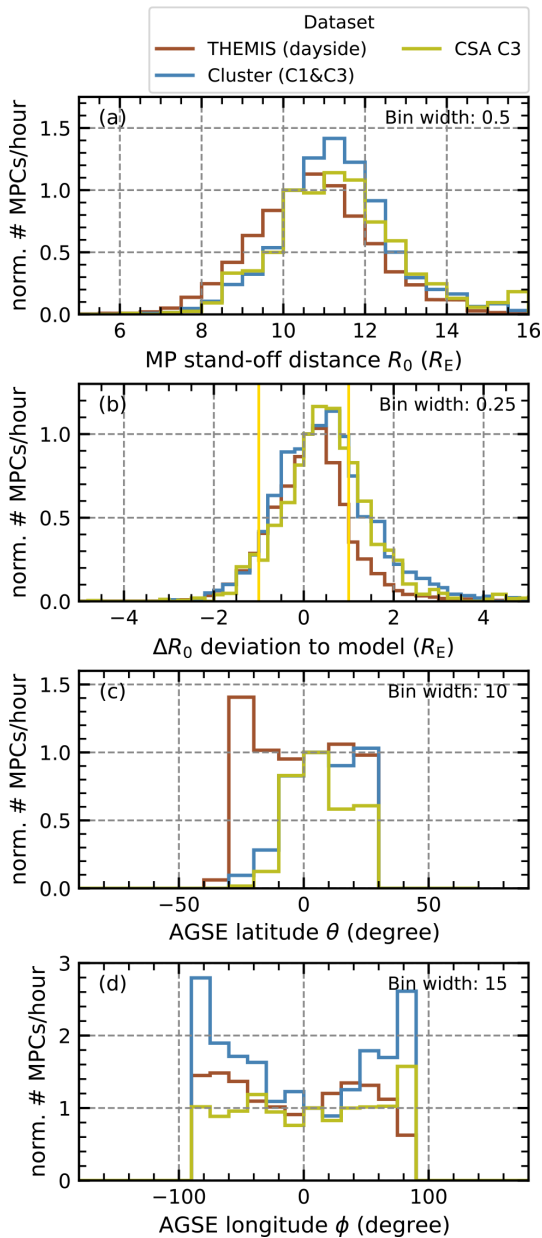 Dataset
THEMIS (dayside)
CSA C3
Cluster (C1&C3)
(a)
Bin width: 0.5
norm. # MPCs/hour
1.5
1.0
0.5
0.0
6 8 10 12 14 16
MP stand-off distance R₀ (R_E)
(b)
Bin width: 0.25
norm. # MPCs/hour
1.0
0.5
0.0
−4 −2 0 2 4
ΔR₀ deviation to model (R_E)
(c)
Bin width: 10
norm. # MPCs/hour
1.5
1.0
0.5
0.0
−50 0 50
AGSE latitude θ (degree)
(d)
Bin width: 15
norm. # MPCs/hour
3
2
1
0
−100 0 100
AGSE longitude ϕ (degree)